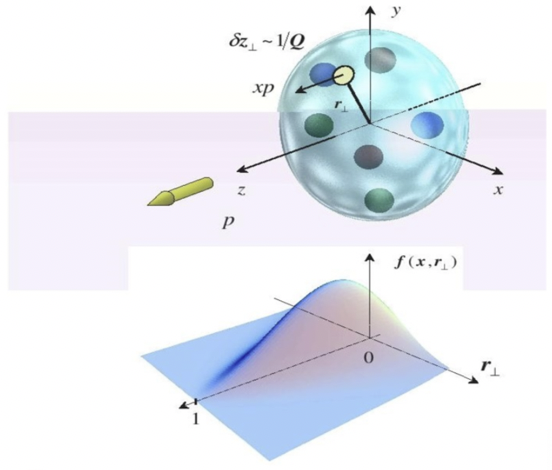 y
δz⊥ ~ 1/Q
xp
r⊥
z
x
p
f (x , r⊥)
0
r⊥
1